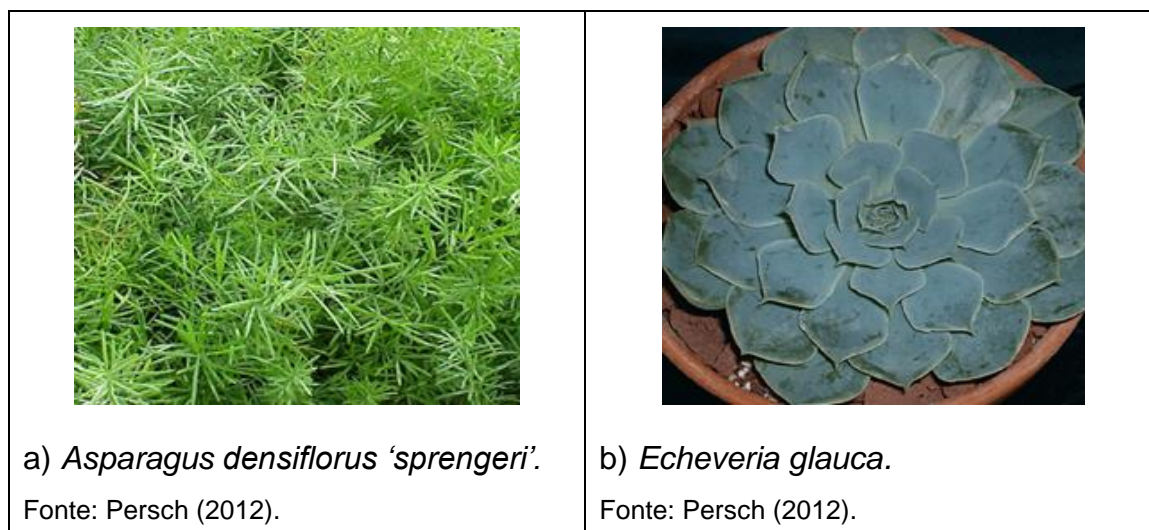 a) Asparagus densiflorus ‘sprengeri’.
Fonte: Persch (2012).
b) Echeveria glauca.
Fonte: Persch (2012).